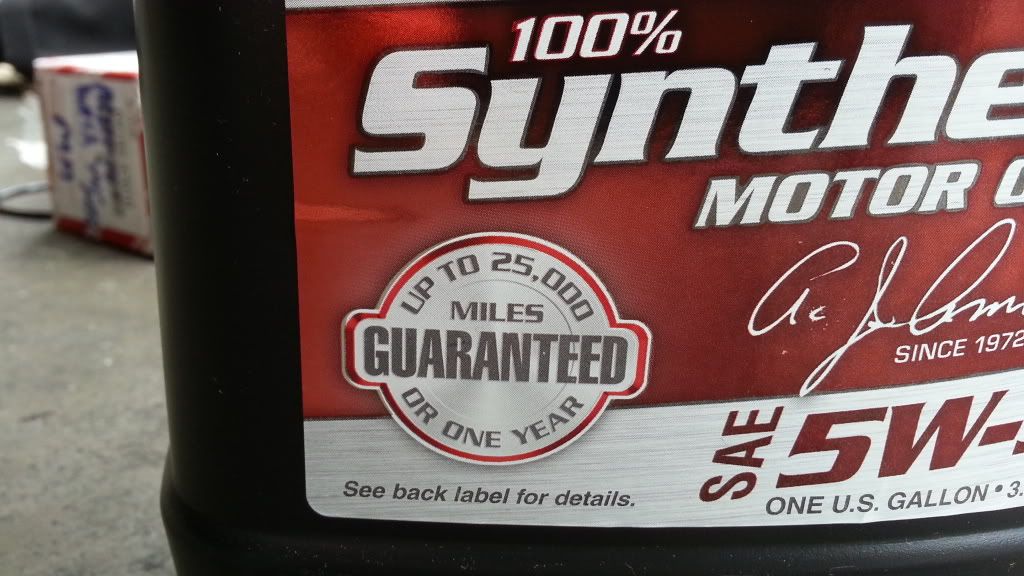 100%
Synthe
MOTOR O
UP TO 25,000
MILES
GUARANTEED
OR ONE YEAR
SINCE 1972
SAE
5W-
See back label for details.
ONE U.S. GALLON • 3.